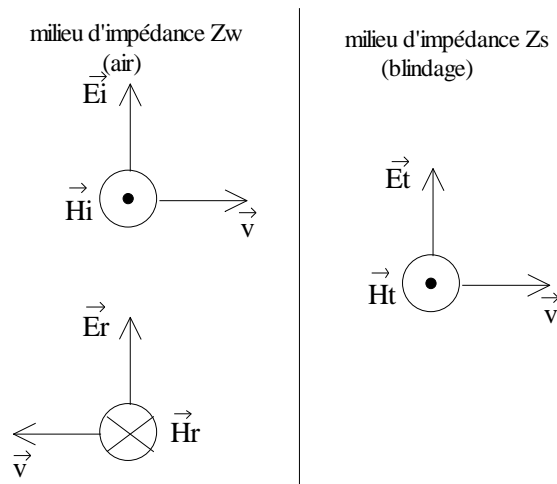 milieu d'impédance Zw
(air)
Ei
Hi
v
Er
Hr
v
milieu d'impédance Zs
(blindage)
Et
Ht
v